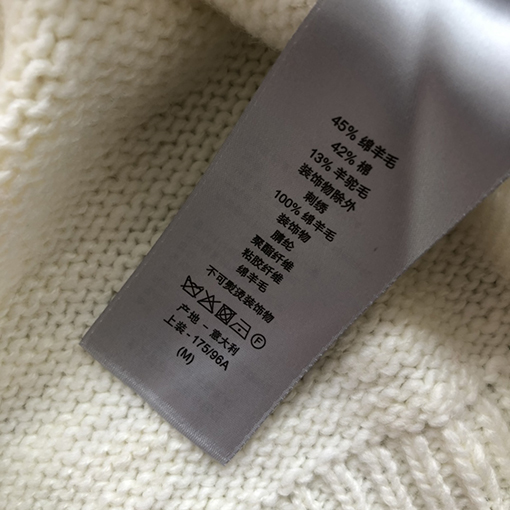 45% 绵羊毛
42% 棉
13% 羊驼毛
装饰物除外
刺绣
100% 绵羊毛
装饰物
腈纶
聚酯纤维
粘胶纤维
绵羊毛
不可熨烫装饰物
F
产地 - 意大利
上装 - 175/96A
(M)